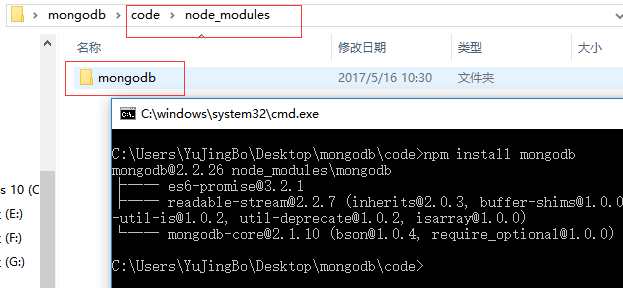 mongodb › code › node_modules
名称 修改日期 类型 大小
mongodb 2017/5/16 10:30 文件夹
C:\windows\system32\cmd.exe
C:\Users\YuJingBo\Desktop\mongodb\code>npm install mongodb
mongodb@2.2.26 node_modules\mongodb
├── es6-promise@3.2.1
├── readable-stream@2.2.7 (inherits@2.0.3, buffer-shims@1.0.0
-util-is@1.0.2, util-deprecate@1.0.2, isarray@1.0.0)
└── mongodb-core@2.1.10 (bson@1.0.4, require_optional@1.0.0)
C:\Users\YuJingBo\Desktop\mongodb\code>
s 10 (C
(E:)
(F:)
(G:)